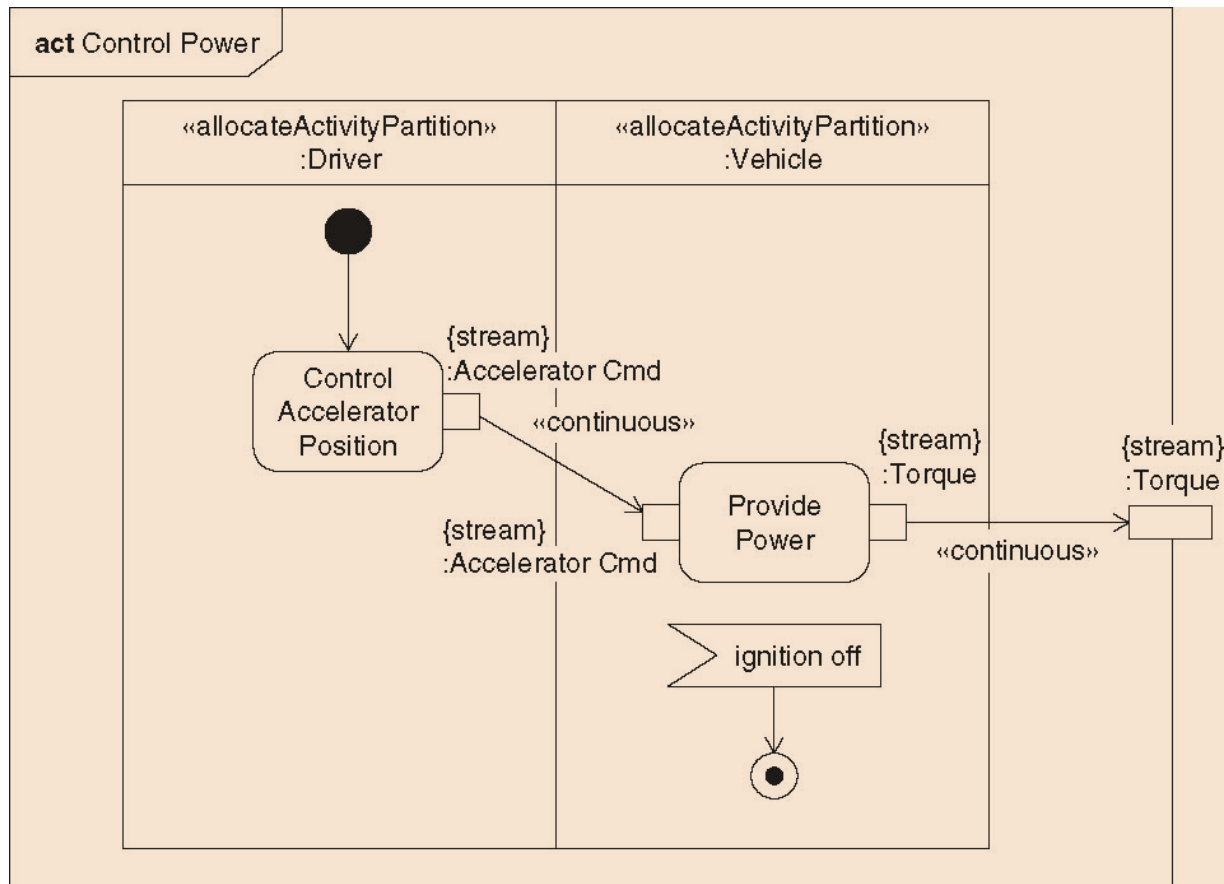 act Control Power
«allocateActivityPartition»
:Driver
«allocateActivityPartition»
:Vehicle
{stream}
:Accelerator Cmd
Control
Accelerator
Position
«continuous»
{stream}
:Accelerator Cmd
Provide
Power
{stream}
:Torque
«continuous»
{stream}
:Torque
ignition off